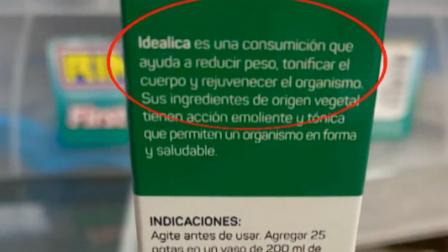 Idealica es una consumición que
ayuda a reducir peso, tonificar el
cuerpo y rejuvenecer el organismo.
Sus ingredientes de origen vegetal
tienen acción emoliente y tónica
que permiten un organismo en forma
y saludable.
INDICACIONES:
Agite antes de usar. Agregar 25
gotas en un vaso de 200 ml de